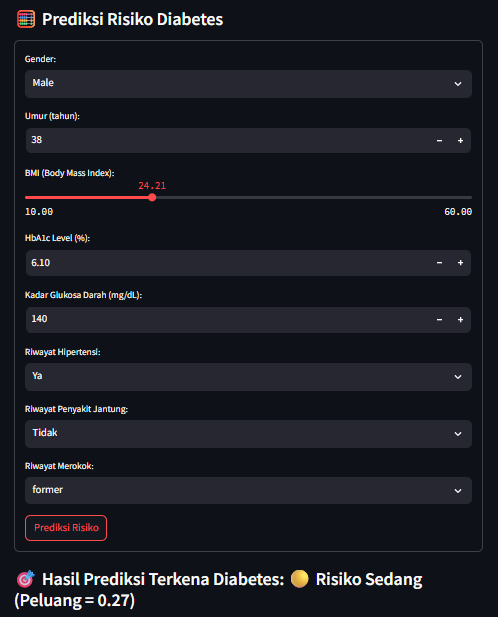 Prediksi Risiko Diabetes
Gender:
Male
Umur (tahun):
38
BMI (Body Mass Index):
24.21
10.00 60.00
HbA1c Level (%):
6.10
Kadar Glukosa Darah (mg/dL):
140
Riwayat Hipertensi:
Ya
Riwayat Penyakit Jantung:
Tidak
Riwayat Merokok:
former
Prediksi Risiko
Hasil Prediksi Terkena Diabetes: Risiko Sedang
(Peluang = 0.27)